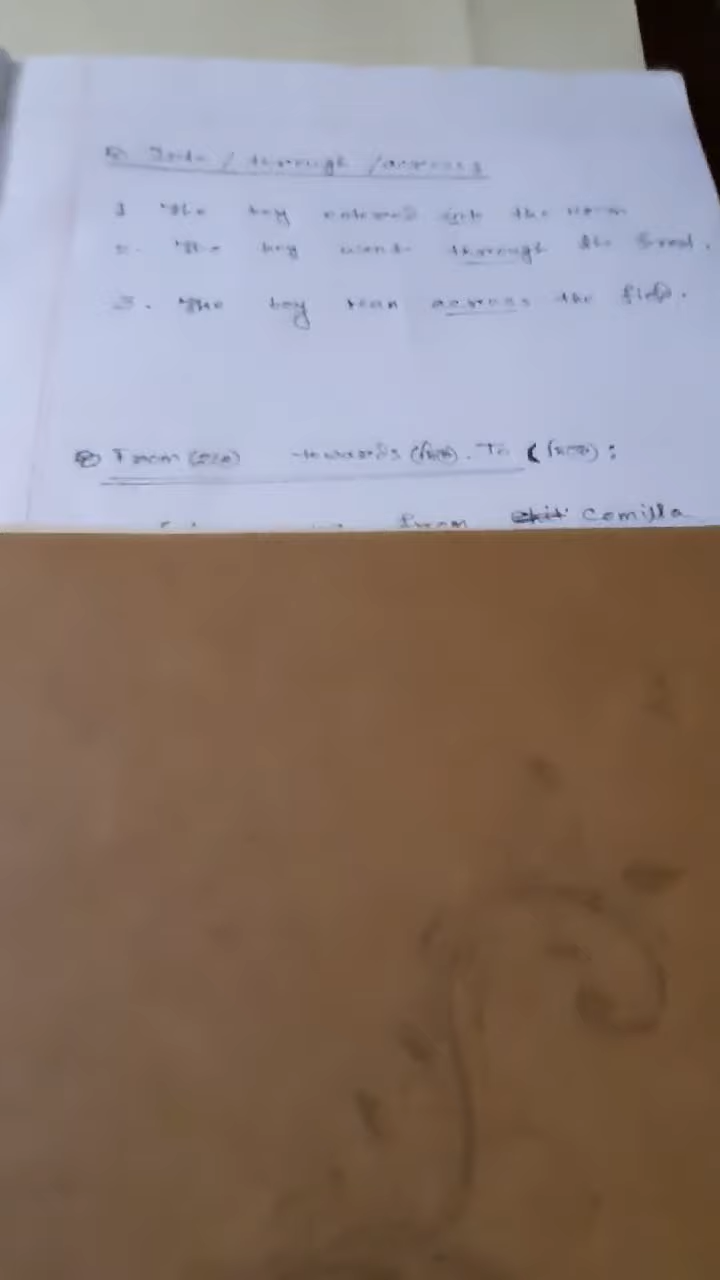 Into / through / across
1. The boy entered into the room
2. The boy went through the
3. The boy ran across the field.
From towards To
from Comilla